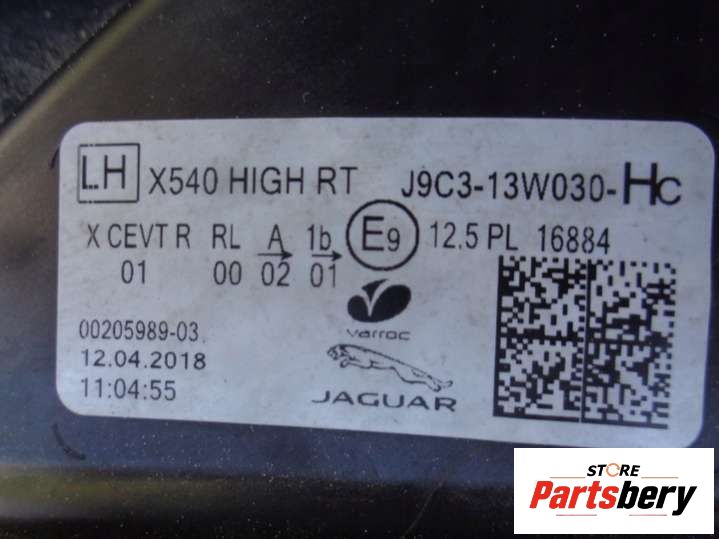 LH X540 HIGH RT J9C3-13W030-Hc
X CEVT R RL A 1b E9 12,5 PL 16884
01 00 02 01
varroc
00205989-03
12.04.2018
11:04:55
JAGUAR
STORE
Partsbery